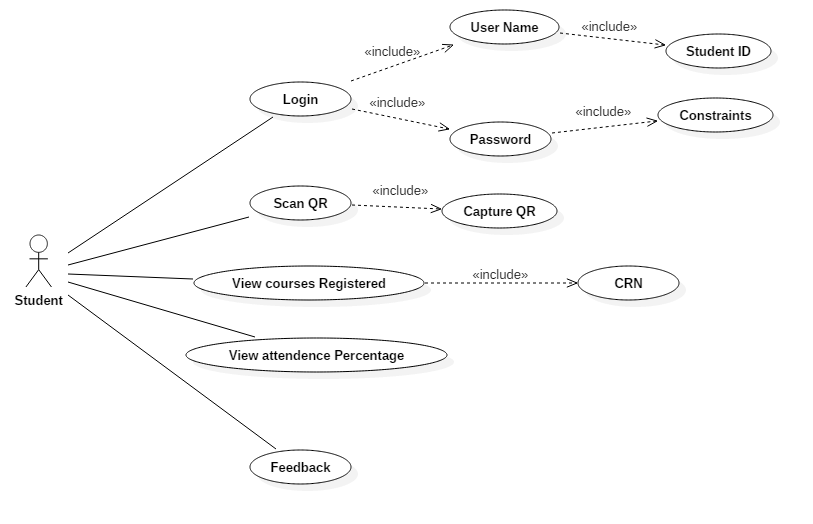 User Name
«include»
Student ID
«include»
Login
«include»
«include»
Constraints
Password
«include»
Scan QR
Capture QR
Student
View courses Registered
«include»
CRN
View attendence Percentage
Feedback